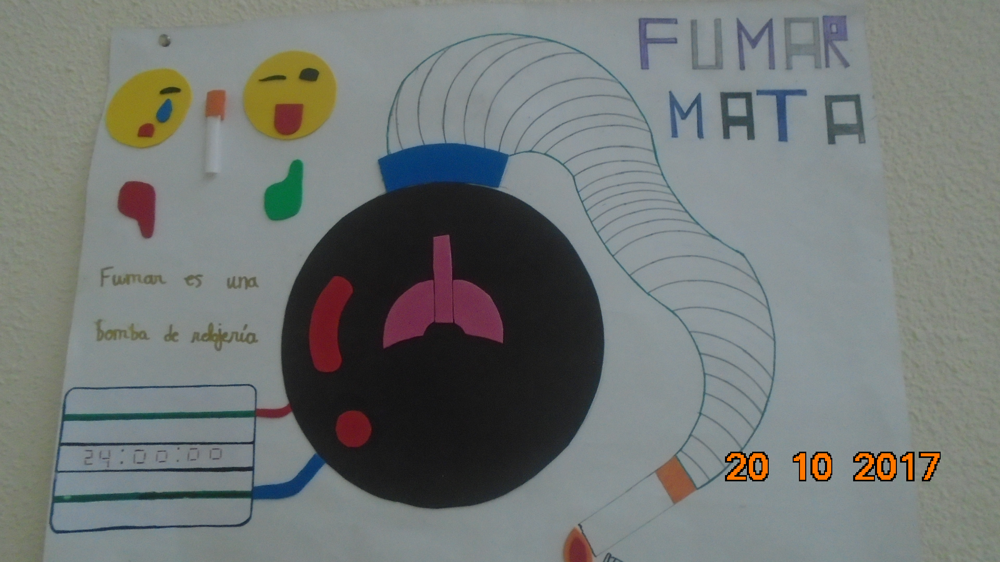 FUMAR
MATA
Fumar es una
bomba de relojería
24:00:00
20 10 2017